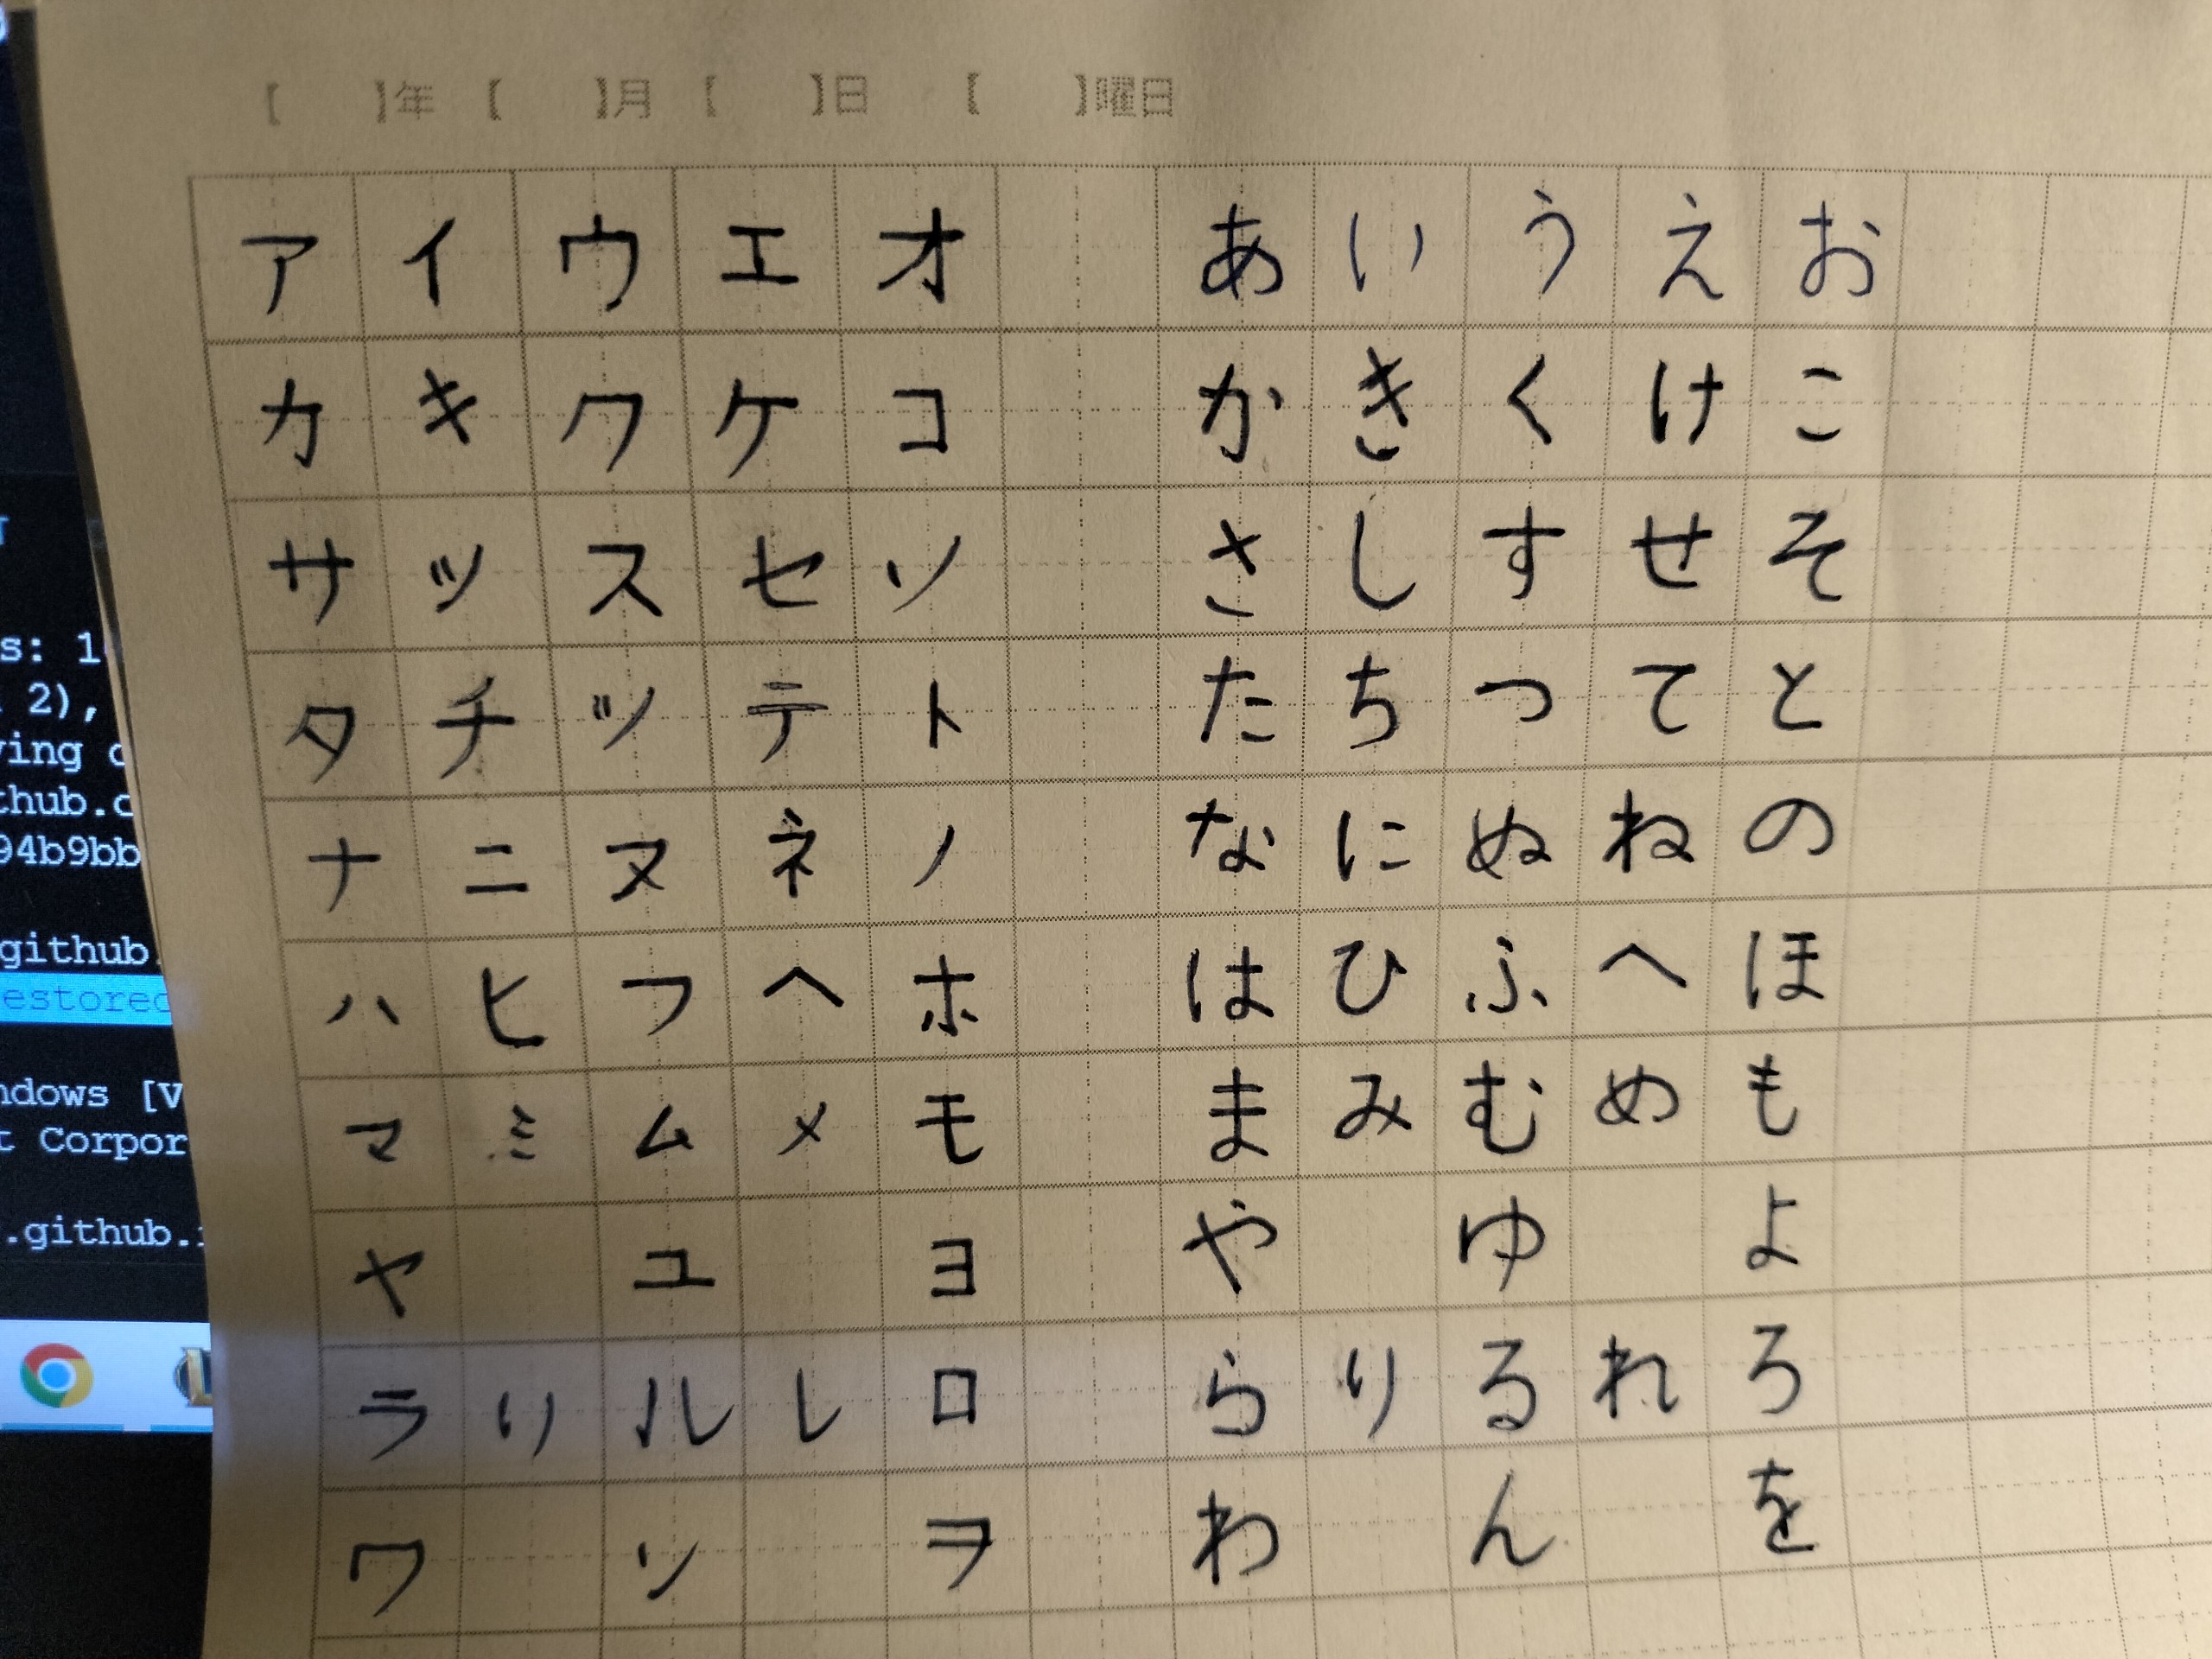 【 】年 【 】月 【 】日 【 】曜日
ア イ ウ エ オ あ い う え お
カ キ ク ケ コ か き く け こ
サ ツ ス セ ソ さ し す せ そ
タ チ ツ テ ト た ち つ て と
ナ ニ ヌ ネ ノ な に ぬ ね の
ハ ヒ フ ヘ ホ は ひ ふ へ ほ
マ ミ ム メ モ ま み む め も
ヤ ユ ヨ や ゆ よ
ラ リ ル レ ロ ら り る れ ろ
ワ ソ ヲ わ ん を
s: 1
2),
ving
thub.c
94b9bb
github.
estored
ndows [V
t Corpor
.github.